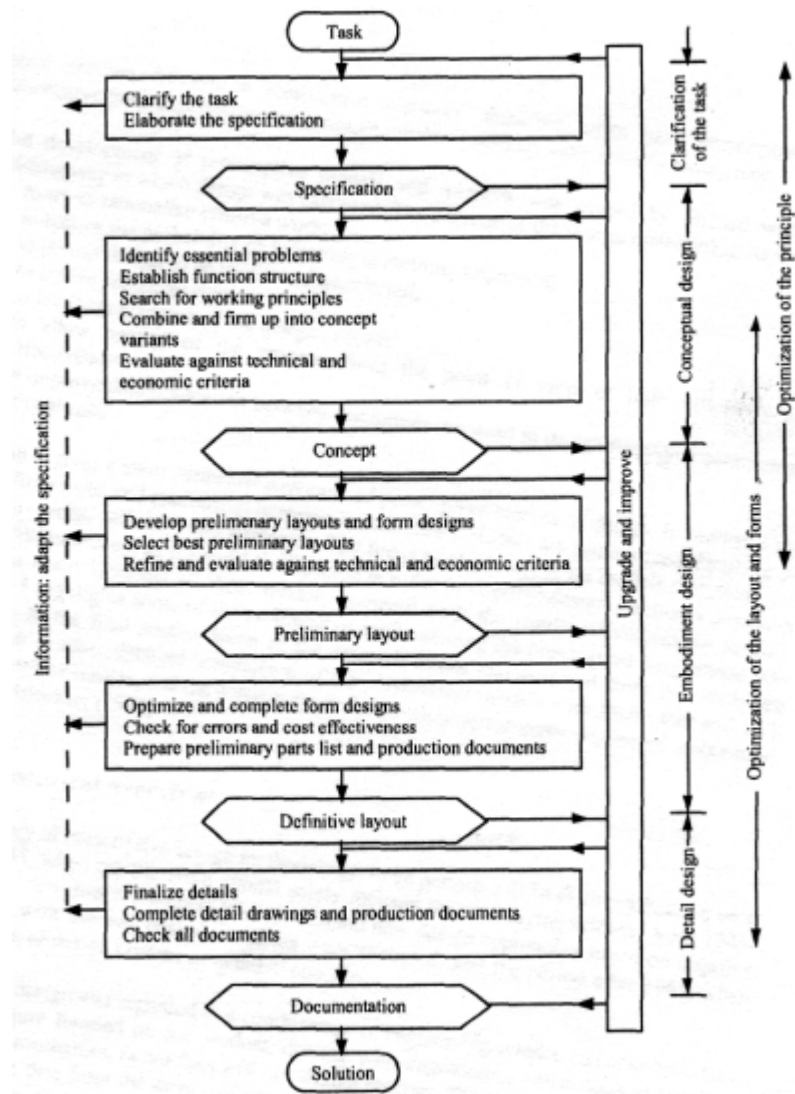 Task
Clarify the task
Elaborate the specification
Specification
Identify essential problems
Establish function structure
Search for working principles
Combine and firm up into concept
variants
Evaluate against technical and
economic criteria
Concept
Develop prelimenary layouts and form designs
Select best preliminary layouts
Refine and evaluate against technical and economic criteria
Preliminary layout
Optimize and complete form designs
Check for errors and cost effectiveness
Prepare preliminary parts list and production documents
Definitive layout
Finalize details
Complete detail drawings and production documents
Check all documents
Documentation
Solution
Information: adapt the specification
Upgrade and improve
Clarification
of the task
Conceptual design
Embodiment design
Detail design
Optimization of the principle
Optimization of the layout and forms